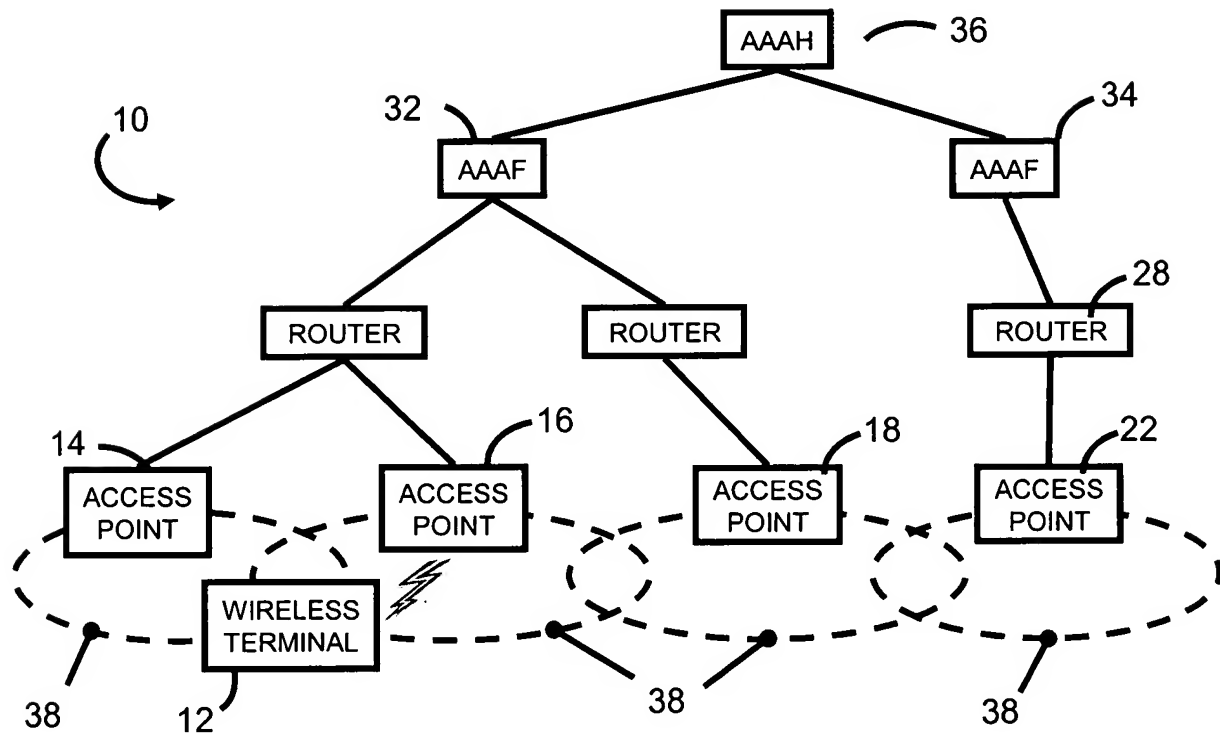 AAAH
36
10
32
34
AAAF
AAAF
28
ROUTER
ROUTER
ROUTER
14
16
18
22
ACCESS
POINT
ACCESS
POINT
ACCESS
POINT
ACCESS
POINT
WIRELESS
TERMINAL
38
12
38
38